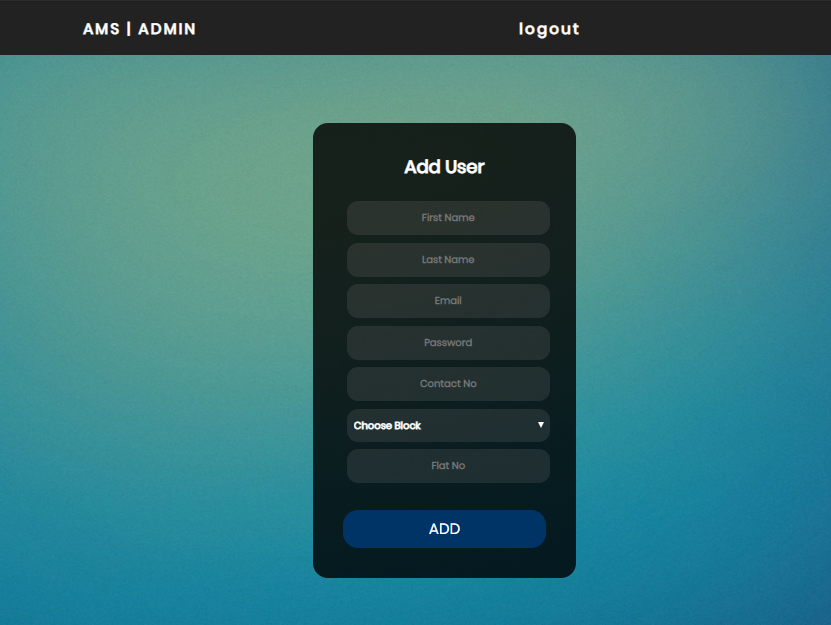 AMS | ADMIN
logout
Add User
First Name
Last Name
Email
Password
Contact No
Choose Block
Flat No
ADD